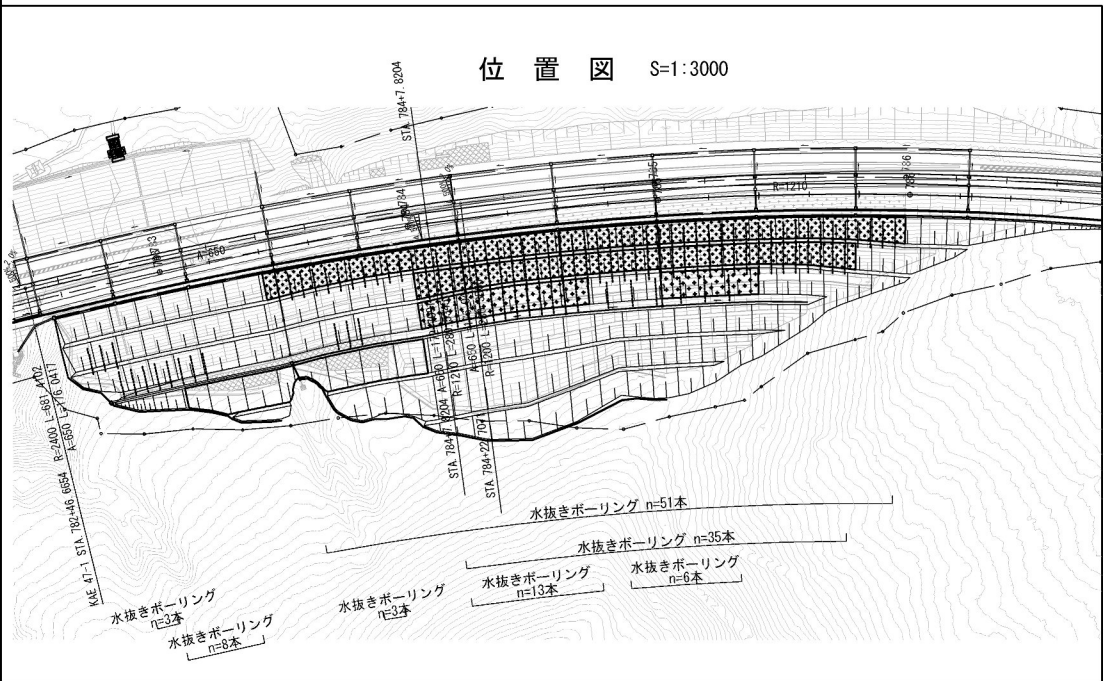 位 置 図 S=1:3000
STA. 784+7. 8204
R=1210
A=660
STA. 784+22. 707
R=1210
A=650
R=1200
KAE 47-1 STA. 782+46. 6654 R=2400 L=681. 4102
A=650 L=176. 0417
水抜きボーリング n=51本
水抜きボーリング n=35本
水抜きボーリング
n=6本
水抜きボーリング
n=13本
水抜きボーリング
n=3本
水抜きボーリング
n=3本
水抜きボーリング
n=8本